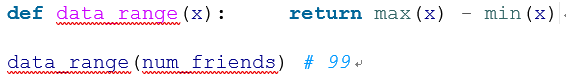 def data_range(x):     return max(x) - min(x)
data_range(num_friends) # 99